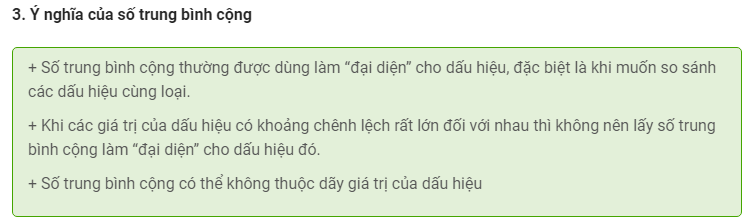 3. Ý nghĩa của số trung bình cộng
+ Số trung bình cộng thường được dùng làm “đại diện” cho dấu hiệu, đặc biệt là khi muốn so sánh
các dấu hiệu cùng loại.
+ Khi các giá trị của dấu hiệu có khoảng chênh lệch rất lớn đối với nhau thì không nên lấy số trung
bình cộng làm “đại diện” cho dấu hiệu đó.
+ Số trung bình cộng có thể không thuộc dãy giá trị của dấu hiệu